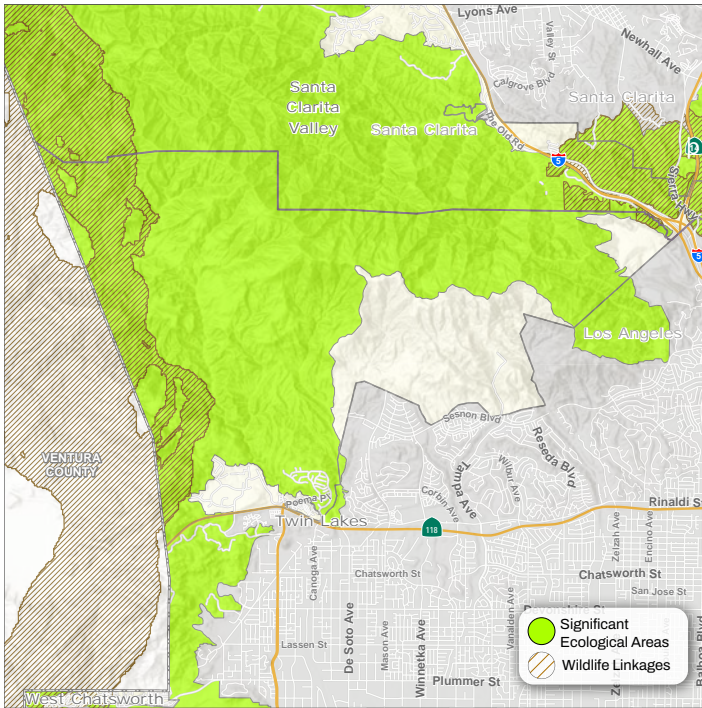 Lyons Ave
Valley St
Newhall Ave
Calgrove Blvd
Santa Clarita
Santa
Clarita
Valley
Santa Clarita
The Old Rd
5
Sierra Hwy
5
Los Angeles
VENTURA
COUNTY
Sesnon Blvd
Reseda Blvd
Tampa Ave
Wilbur Ave
Corbin Ave
Poema Pl
Twin Lakes
118
Rinaldi St
Zelzah Ave
Encino Ave
Canoga Ave
Chatsworth St
Chatsworth St
San Jose St
Devonshire St
Vanalden Ave
De Soto Ave
Mason Ave
Winnetka Ave
Lassen St
Plummer St
Balboa Blvd
West Chatsworth
Significant
Ecological Areas
Wildlife Linkages